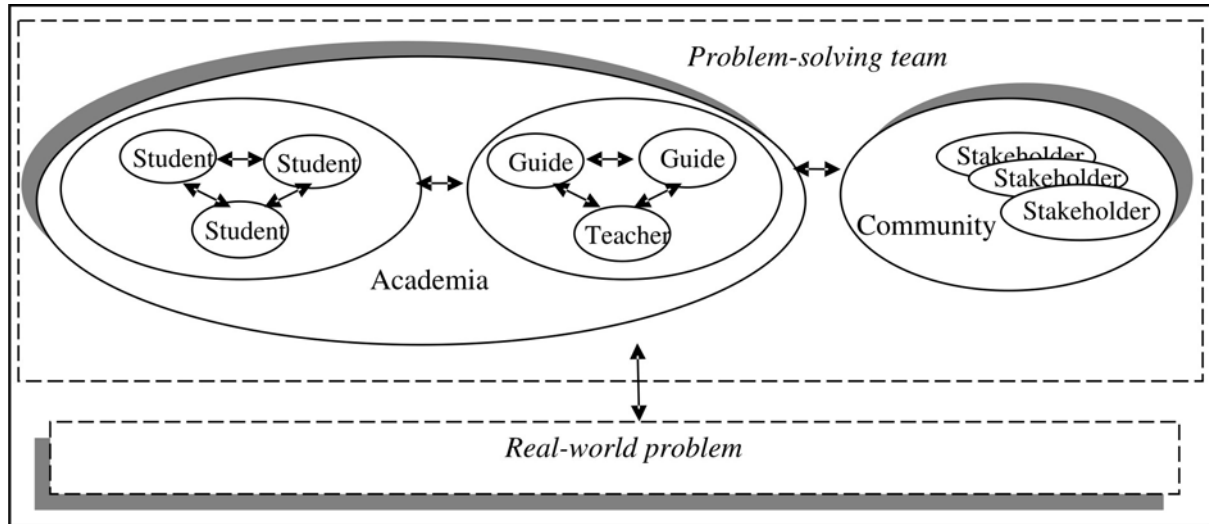 Problem-solving team
Student
Student
Student
Guide
Guide
Teacher
Academia
Stakeholder
Stakeholder
Stakeholder
Community
Real-world problem